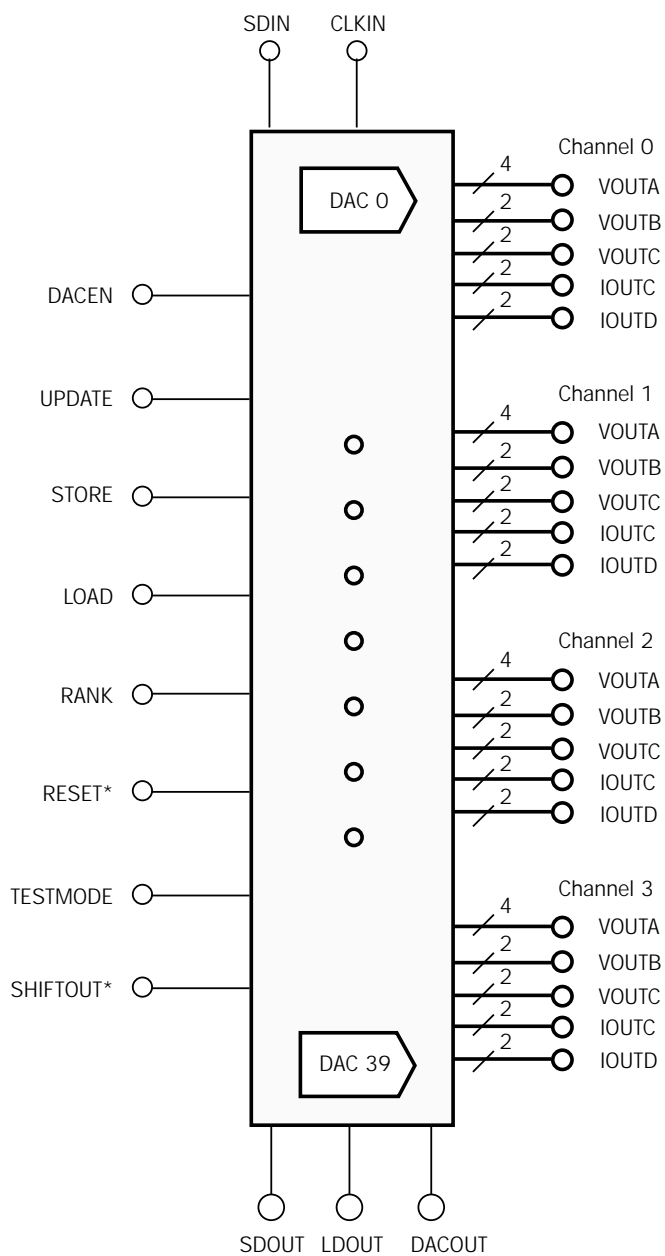 SDIN CLKIN
DAC 0
DACEN
UPDATE
STORE
LOAD
RANK
RESET*
TESTMODE
SHIFTOUT*
Channel 0
4 VOUTA
2 VOUTB
2 VOUTC
2 IOUTC
2 IOUTD
Channel 1
4 VOUTA
2 VOUTB
2 VOUTC
2 IOUTC
2 IOUTD
Channel 2
4 VOUTA
2 VOUTB
2 VOUTC
2 IOUTC
2 IOUTD
Channel 3
4 VOUTA
2 VOUTB
2 VOUTC
2 IOUTC
2 IOUTD
DAC 39
SDOUT LDOUT DACOUT